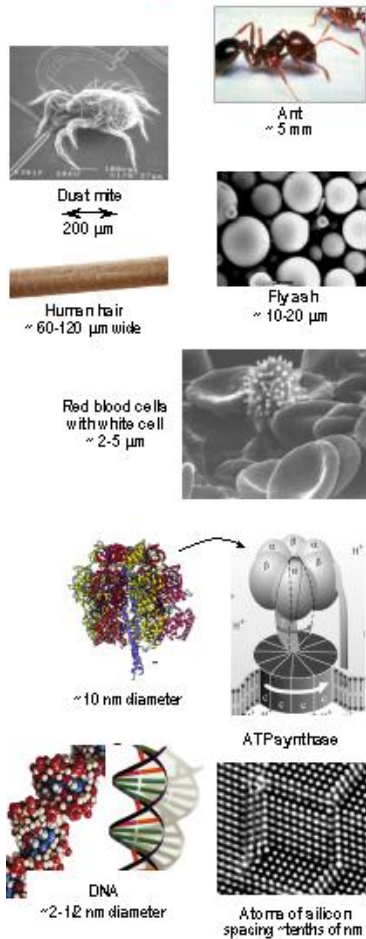 Ant
~ 5 mm
Dust mite
200 µm
Human hair
~ 60-120 µm wide
Fly ash
~ 10-20 µm
Red blood cells
with white cell
~ 2-5 µm
α
β
α
β
α
β
H⁺
H⁺
C
C
C
C
~10 nm diameter
ATP synthase
DNA
~2-1/2 nm diameter
Atoms of silicon
spacing ~tenths of nm